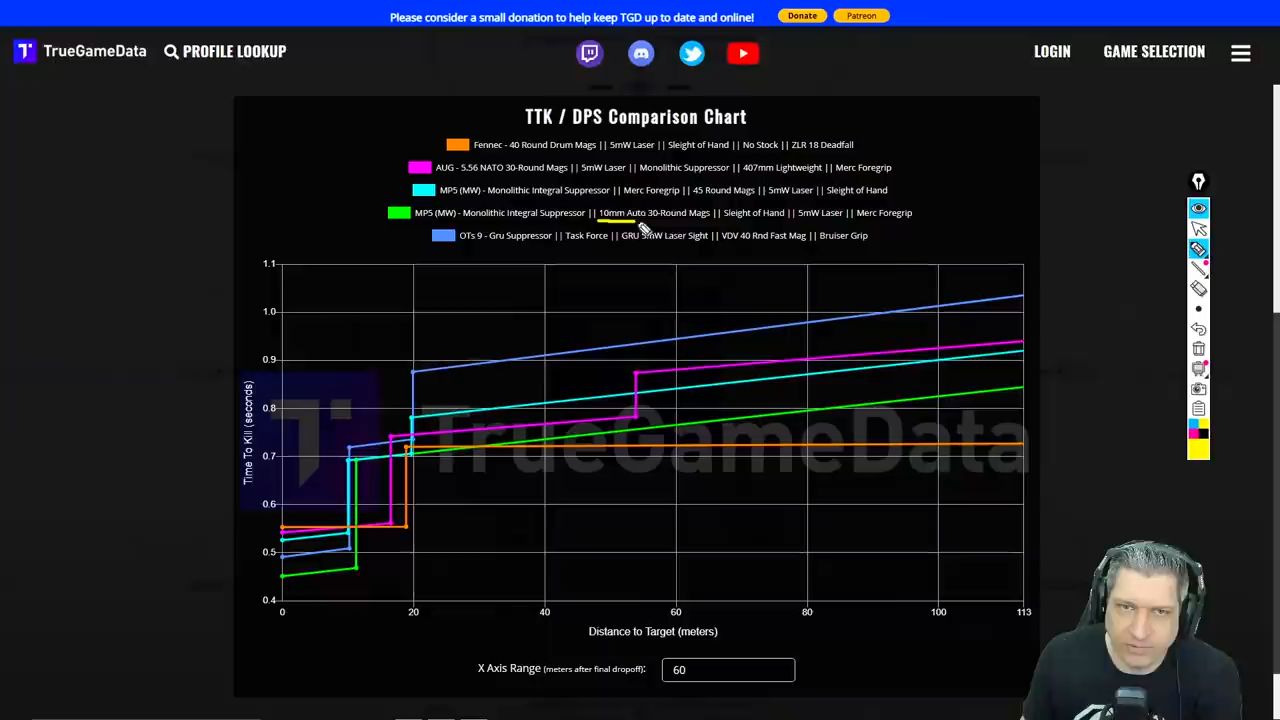 Please consider a small donation to help keep TGD up to date and online! Donate Patreon
TrueGameData PROFILE LOOKUP LOGIN GAME SELECTION
TTK / DPS Comparison Chart
Fennec - 40 Round Drum Mags || 5mW Laser || Sleight of Hand || No Stock || ZLR 18 Deadfall
AUG - 5.56 NATO 30-Round Mags || 5mW Laser || Monolithic Suppressor || 407mm Lightweight || Merc Foregrip
MP5 (MW) - Monolithic Integral Suppressor || Merc Foregrip || 45 Round Mags || 5mW Laser || Sleight of Hand
MP5 (MW) - Monolithic Integral Suppressor || 10mm Auto 30-Round Mags || Sleight of Hand || 5mW Laser || Merc Foregrip
OTs 9 - Gru Suppressor || Task Force || GRU 5mW Laser Sight || VDV 40 Rnd Fast Mag || Bruiser Grip
1.1
1.0
0.9
0.8
0.7
0.6
0.5
0.4
Time To Kill (seconds)
TrueGameData
0 20 40 60 80 100 113
Distance to Target (meters)
X Axis Range (meters after final dropoff): 60